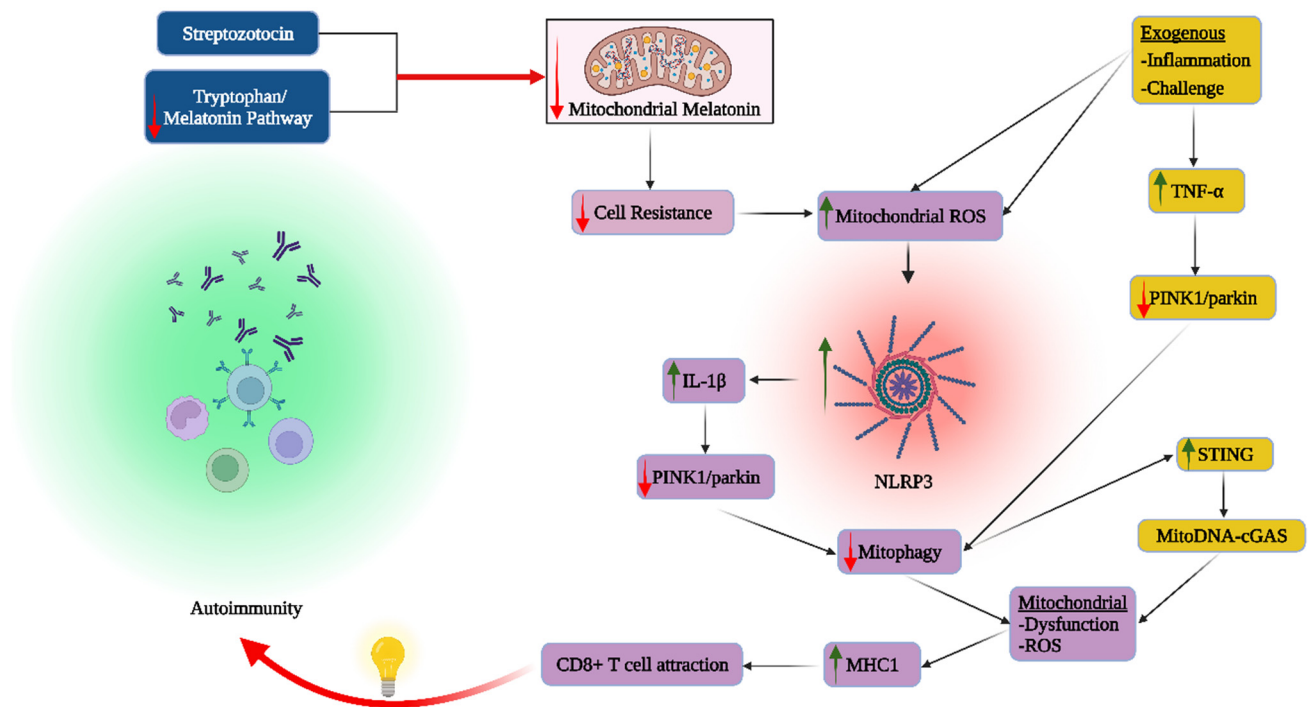 Streptozotocin
Tryptophan/
Melatonin Pathway
Mitochondrial Melatonin
Exogenous
-Inflammation
-Challenge
Cell Resistance
Mitochondrial ROS
TNF-α
PINK1/parkin
IL-1β
PINK1/parkin
NLRP3
STING
Mitophagy
MitoDNA-cGAS
Autoimmunity
Mitochondrial
-Dysfunction
-ROS
CD8+ T cell attraction
MHC1